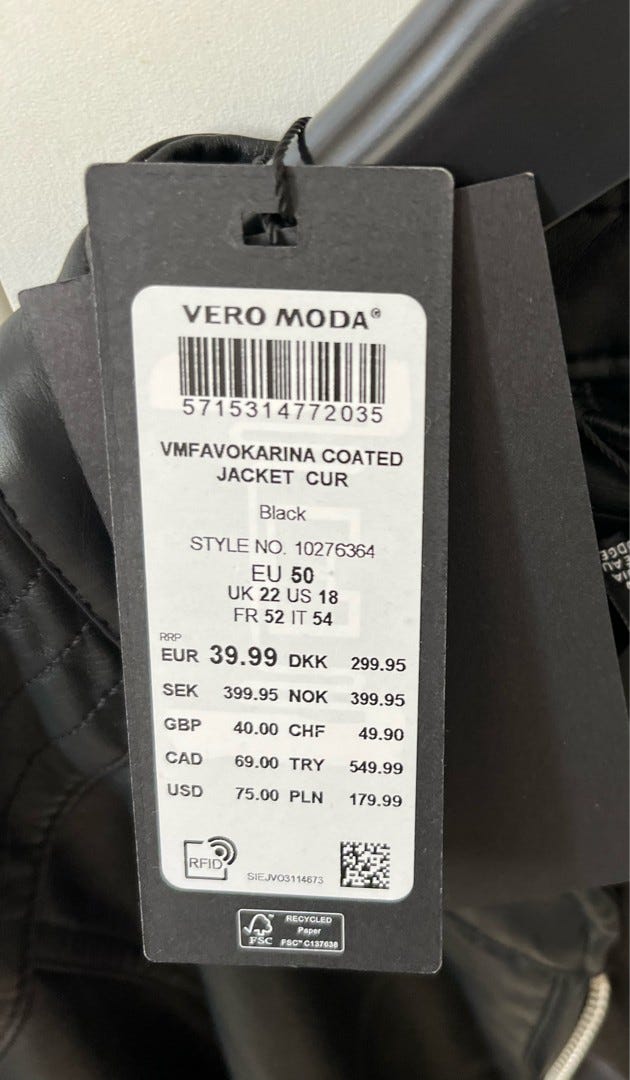 VERO MODA®
5715314772035
VMFAVOKARINA COATED
JACKET CUR
Black
STYLE NO. 10276364
EU 50
UK 22 US 18
FR 52 IT 54
RRP
EUR 39.99 DKK 299.95
SEK 399.95 NOK 399.95
GBP 40.00 CHF 49.90
CAD 69.00 TRY 549.99
USD 75.00 PLN 179.99
RFID
SIEJVO3114673
FSC
RECYCLED
Paper
FSC™ C137638